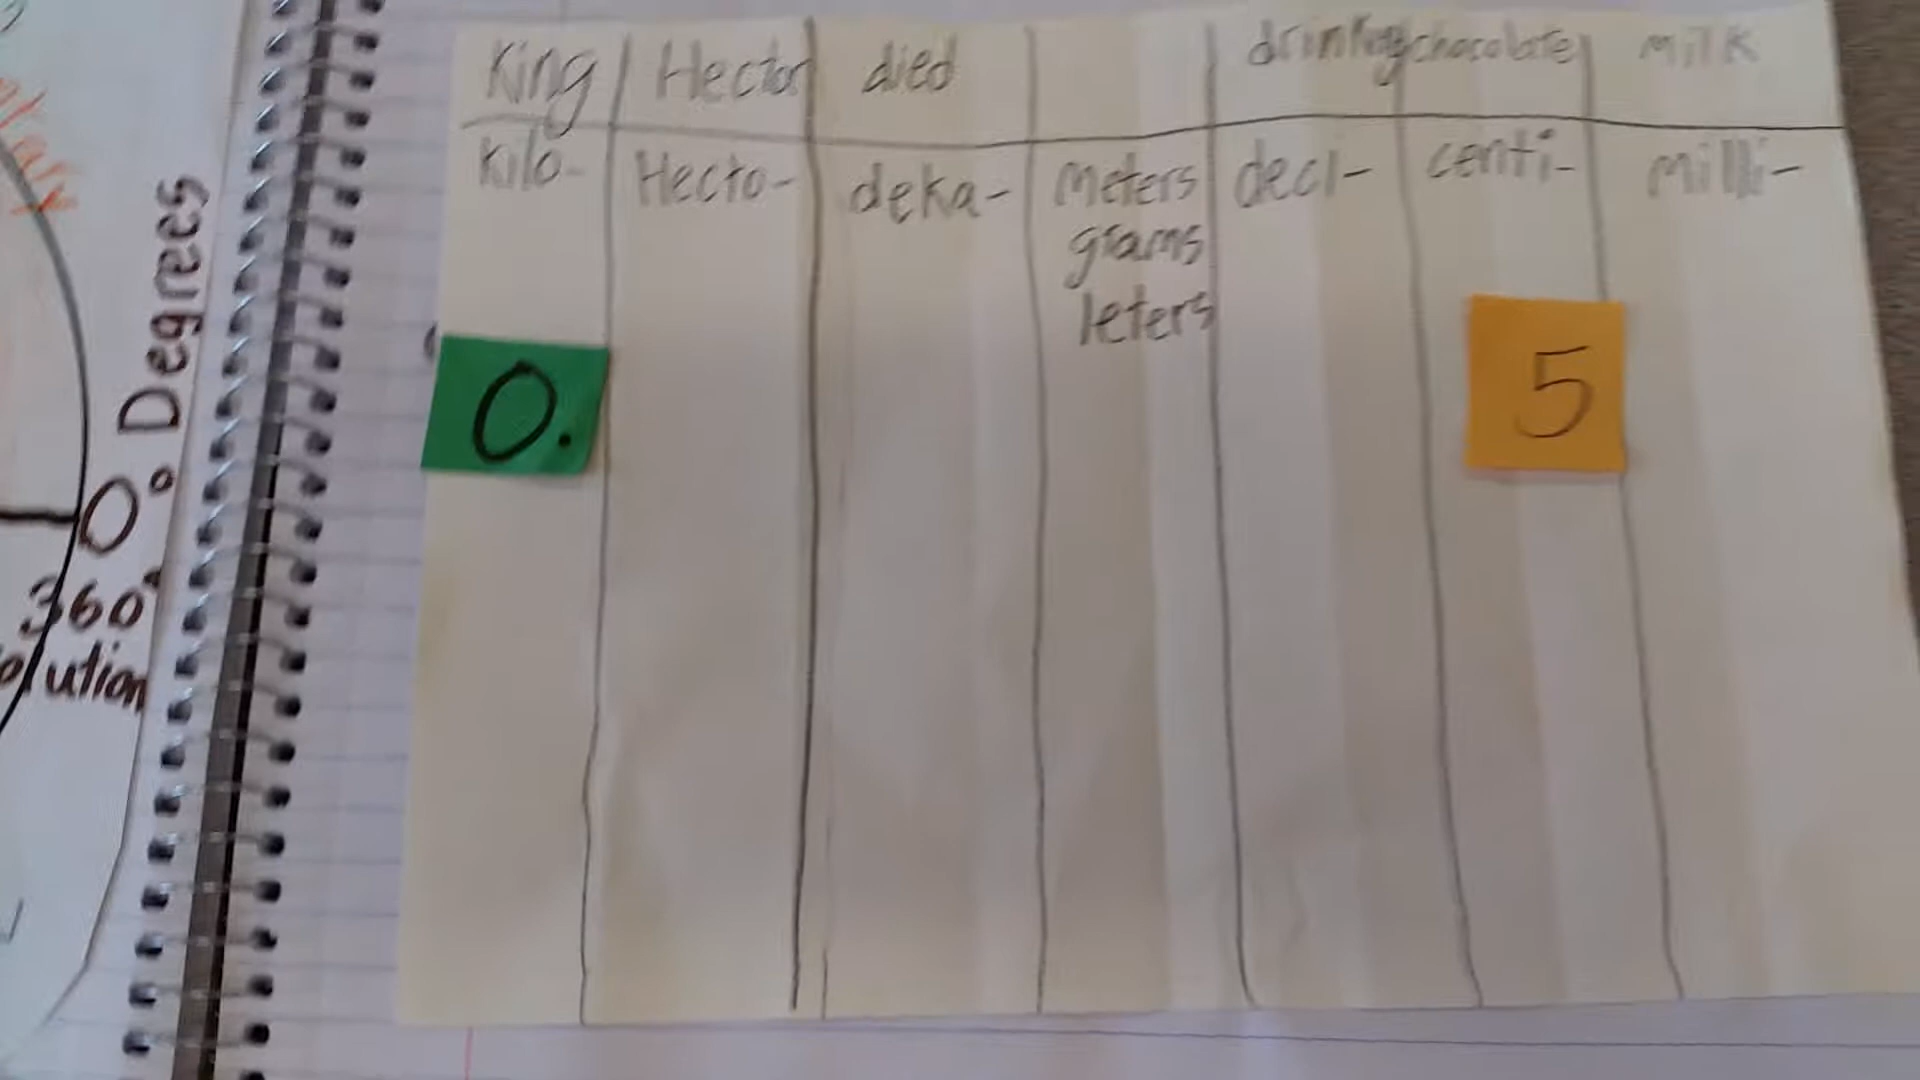 King Hector died drinking chocolate milk
Kilo- Hecto- deka- meters deci- centi- milli-
grams
leters
0. 5
0° Degrees
360°
olution